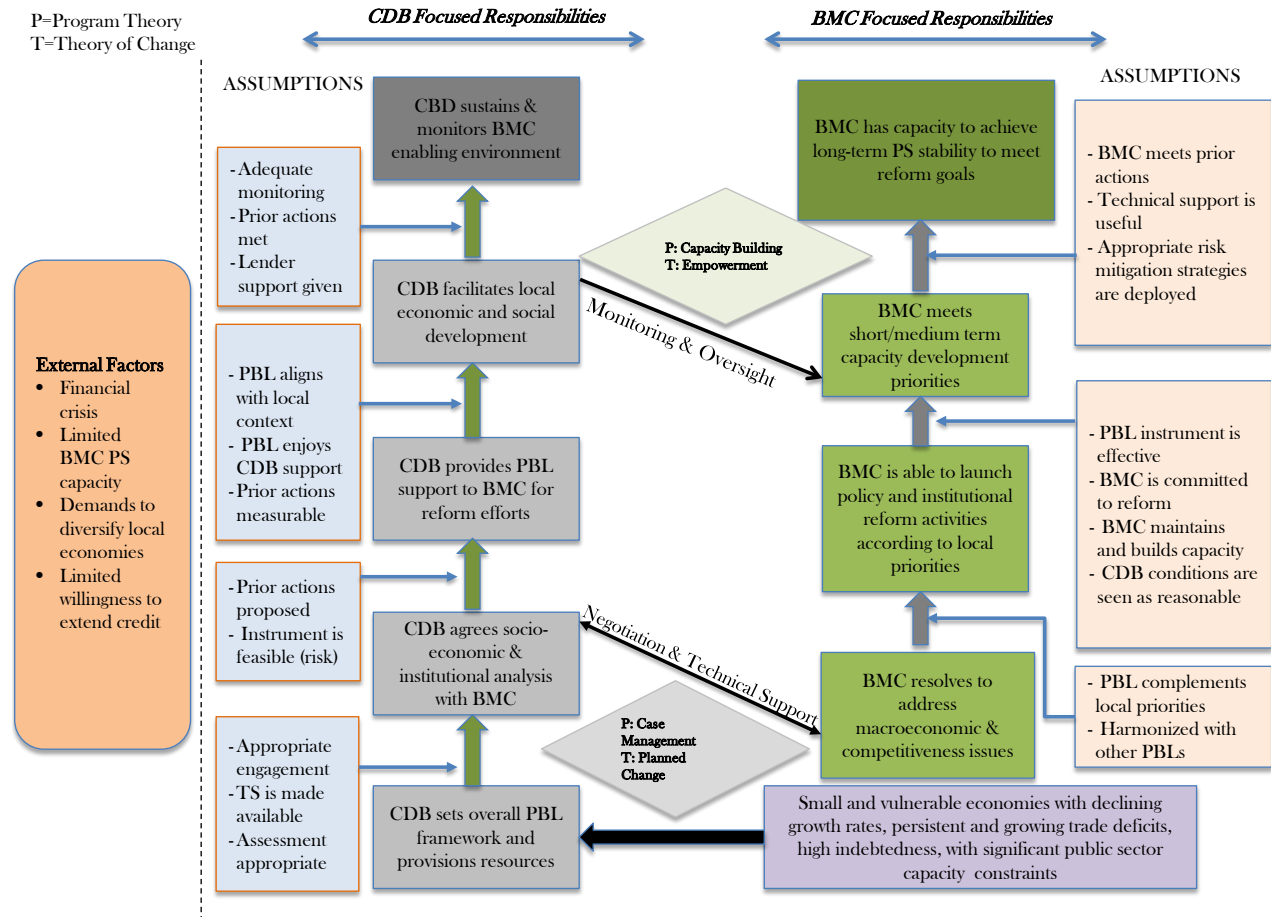 P=Program Theory
T=Theory of Change
CDB Focused Responsibilities
BMC Focused Responsibilities
External Factors
• Financial
crisis
• Limited
BMC PS
capacity
• Demands to
diversify local
economies
• Limited
willingness to
extend credit
ASSUMPTIONS
- Adequate
monitoring
- Prior actions
met
- Lender
support given
- PBL aligns
with local
context
- PBL enjoys
CDB support
- Prior actions
measurable
- Prior actions
proposed
- Instrument is
feasible (risk)
- Appropriate
engagement
- TS is made
available
- Assessment
appropriate
CBD sustains &
monitors BMC
enabling environment
CDB facilitates local
economic and social
development
CDB provides PBL
support to BMC for
reform efforts
CDB agrees socio-
economic &
institutional analysis
with BMC
CDB sets overall PBL
framework and
provisions resources
P: Capacity Building
T: Empowerment
Monitoring & Oversight
Negotiation & Technical Support
P: Case
Management
T: Planned
Change
BMC has capacity to achieve
long-term PS stability to meet
reform goals
BMC meets
short/medium term
capacity development
priorities
BMC is able to launch
policy and institutional
reform activities
according to local
priorities
BMC resolves to
address
macroeconomic &
competitiveness issues
Small and vulnerable economies with declining
growth rates, persistent and growing trade deficits,
high indebtedness, with significant public sector
capacity constraints
ASSUMPTIONS
- BMC meets prior
actions
- Technical support is
useful
- Appropriate risk
mitigation strategies
are deployed
- PBL instrument is
effective
- BMC is committed
to reform
- BMC maintains
and builds capacity
- CDB conditions are
seen as reasonable
- PBL complements
local priorities
- Harmonized with
other PBLs